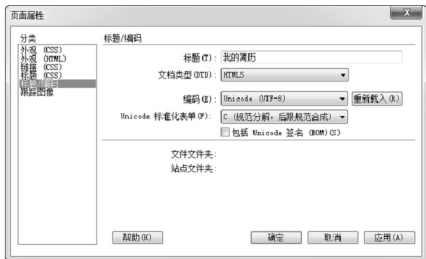 页面属性
分类
标题/编码
外观 (CSS)
外观 (HTML)
链接 (CSS)
标题 (CSS)
标题/编码
跟踪图像
标题(T): 我的简历
文档类型(DTD): HTML5
编码(E): Unicode (UTF-8) 重新载入(R)
Unicode 标准化表单(F): C (规范分解,后跟规范合成)
包括 Unicode 签名 (BOM)(S)
文件文件夹:
站点文件夹:
帮助(H) 确定 取消 应用(A)